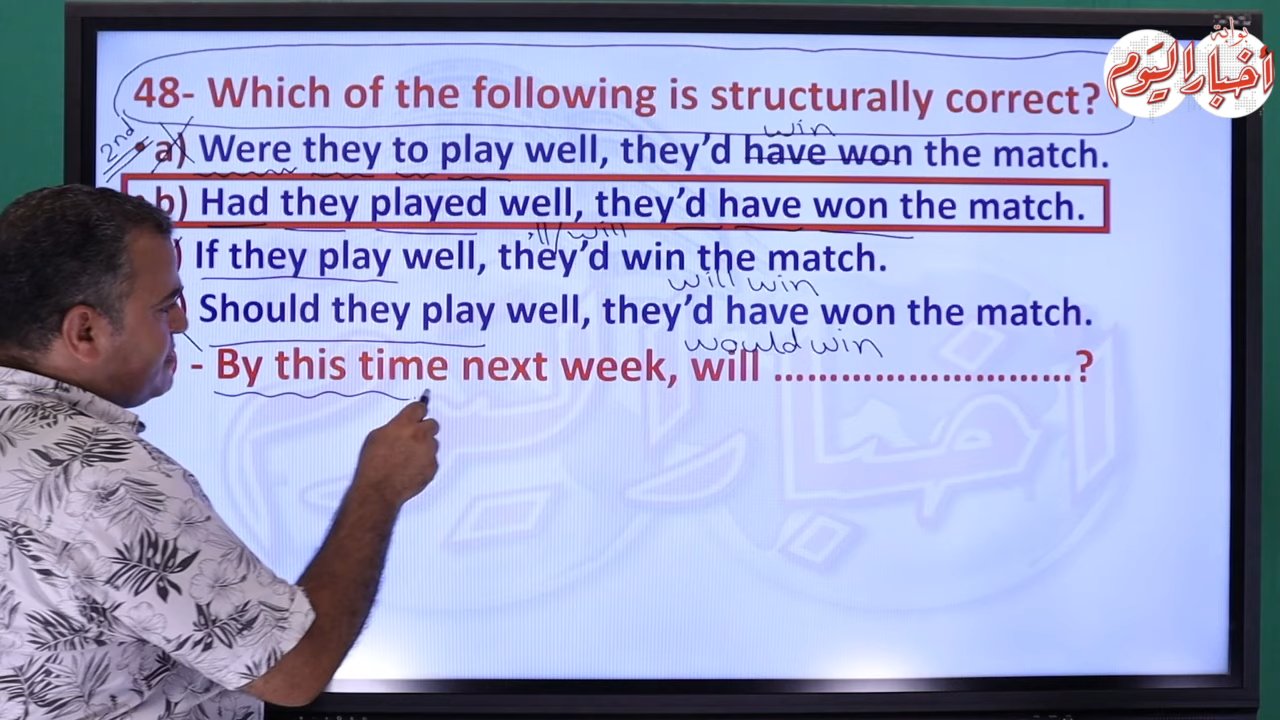 بوابة
أخبار اليوم
48- Which of the following is structurally correct?
win
2nd
a) Were they to play well, they'd have won the match.
b) Had they played well, they'd have won the match.
'll/will
If they play well, they'd win the match.
will win
Should they play well, they'd have won the match.
would win
- By this time next week, will ………………………?
أخبار اليوم